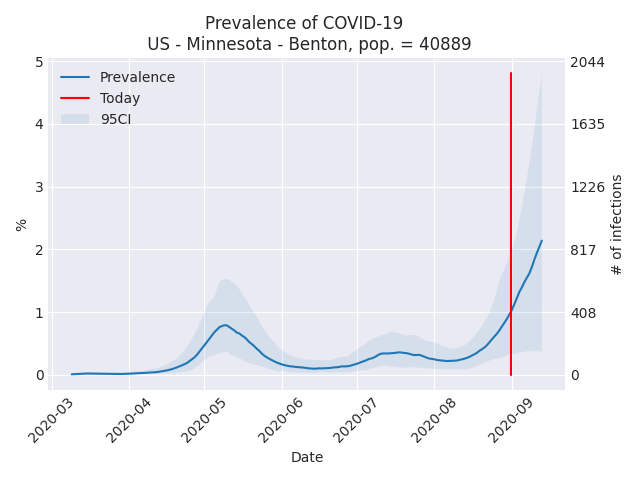 Prevalence of COVID-19
US - Minnesota - Benton, pop. = 40889
Prevalence
Today
95CI
5
4
3
2
1
0
%
2044
1635
1226
817
408
0
# of infections
2020-03
2020-04
2020-05
2020-06
2020-07
2020-08
2020-09
Date